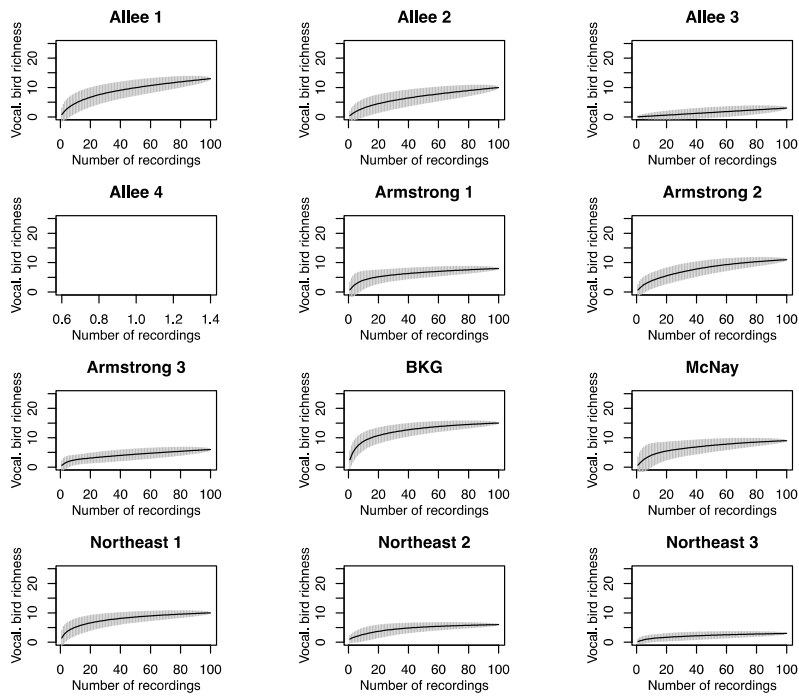 Allee 1
Allee 2
Allee 3
Vocal. bird richness
0 10 20
0 20 40 60 80 100
Number of recordings
Vocal. bird richness
0 10 20
0 20 40 60 80 100
Number of recordings
Vocal. bird richness
0 10 20
0 20 40 60 80 100
Number of recordings
Allee 4
Armstrong 1
Armstrong 2
Vocal. bird richness
0 10 20
0.6 0.8 1.0 1.2 1.4
Number of recordings
Vocal. bird richness
0 10 20
0 20 40 60 80 100
Number of recordings
Vocal. bird richness
0 10 20
0 20 40 60 80 100
Number of recordings
Armstrong 3
BKG
McNay
Vocal. bird richness
0 10 20
0 20 40 60 80 100
Number of recordings
Vocal. bird richness
0 10 20
0 20 40 60 80 100
Number of recordings
Vocal. bird richness
0 10 20
0 20 40 60 80 100
Number of recordings
Northeast 1
Northeast 2
Northeast 3
Vocal. bird richness
0 10 20
0 20 40 60 80 100
Number of recordings
Vocal. bird richness
0 10 20
0 20 40 60 80 100
Number of recordings
Vocal. bird richness
0 10 20
0 20 40 60 80 100
Number of recordings